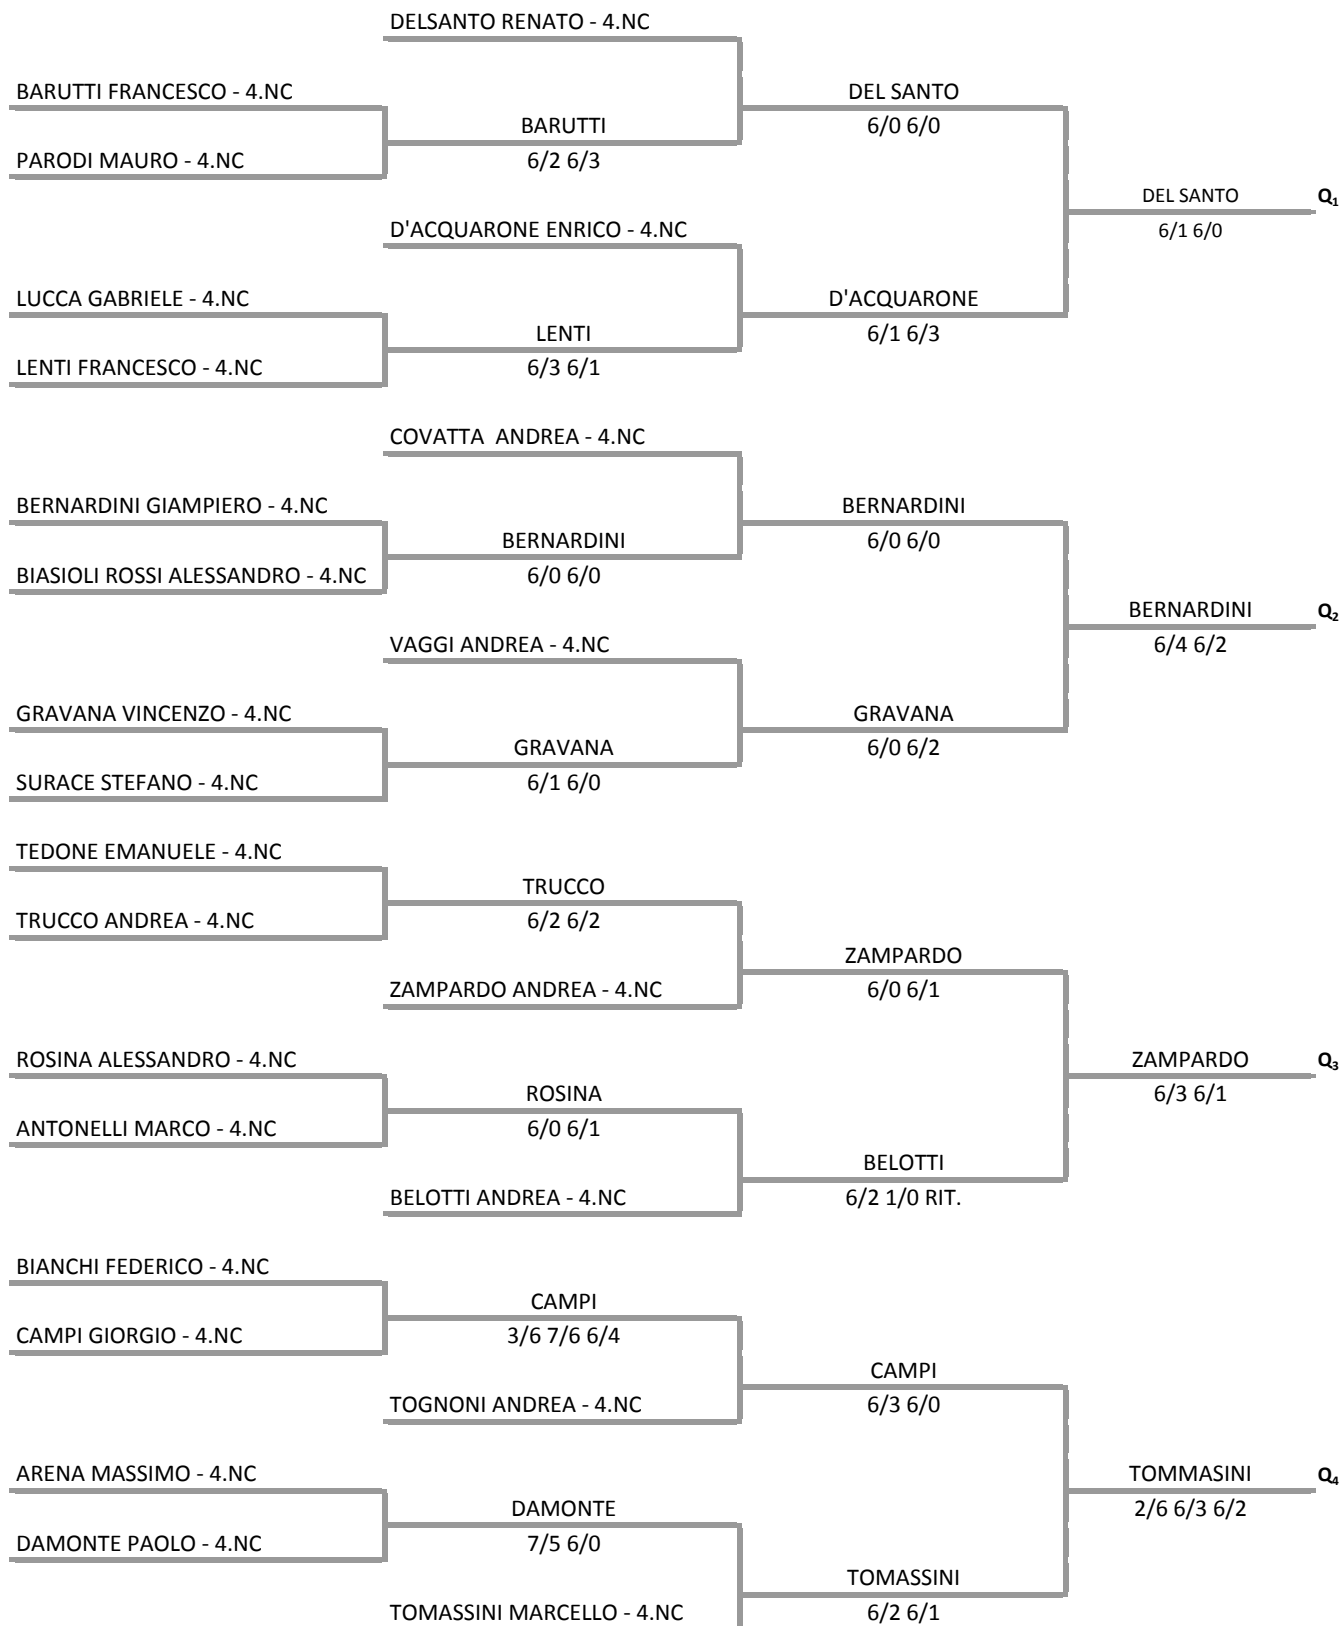 DELSANTO RENATO - 4.NC
BARUTTI FRANCESCO - 4.NC
DEL SANTO
BARUTTI
6/0 6/0
PARODI MAURO - 4.NC
6/2 6/3
DEL SANTO
Q1
D'ACQUARONE ENRICO - 4.NC
6/1 6/0
LUCCA GABRIELE - 4.NC
D'ACQUARONE
LENTI
6/1 6/3
LENTI FRANCESCO - 4.NC
6/3 6/1
COVATTA  ANDREA - 4.NC
BERNARDINI GIAMPIERO - 4.NC
BERNARDINI
BERNARDINI
6/0 6/0
BIASIOLI ROSSI ALESSANDRO - 4.NC
6/0 6/0
BERNARDINI
Q2
VAGGI ANDREA - 4.NC
6/4 6/2
GRAVANA VINCENZO - 4.NC
GRAVANA
GRAVANA
6/0 6/2
SURACE STEFANO - 4.NC
6/1 6/0
TEDONE EMANUELE - 4.NC
TRUCCO
TRUCCO ANDREA - 4.NC
6/2 6/2
ZAMPARDO
ZAMPARDO ANDREA - 4.NC
6/0 6/1
ROSINA ALESSANDRO - 4.NC
ZAMPARDO
Q3
ROSINA
6/3 6/1
ANTONELLI MARCO - 4.NC
6/0 6/1
BELOTTI
BELOTTI ANDREA - 4.NC
6/2 1/0 RIT.
BIANCHI FEDERICO - 4.NC
CAMPI
CAMPI GIORGIO - 4.NC
3/6 7/6 6/4
CAMPI
TOGNONI ANDREA - 4.NC
6/3 6/0
ARENA MASSIMO - 4.NC
TOMMASINI
Q4
DAMONTE
2/6 6/3 6/2
DAMONTE PAOLO - 4.NC
7/5 6/0
TOMASSINI
TOMASSINI MARCELLO - 4.NC
6/2 6/1